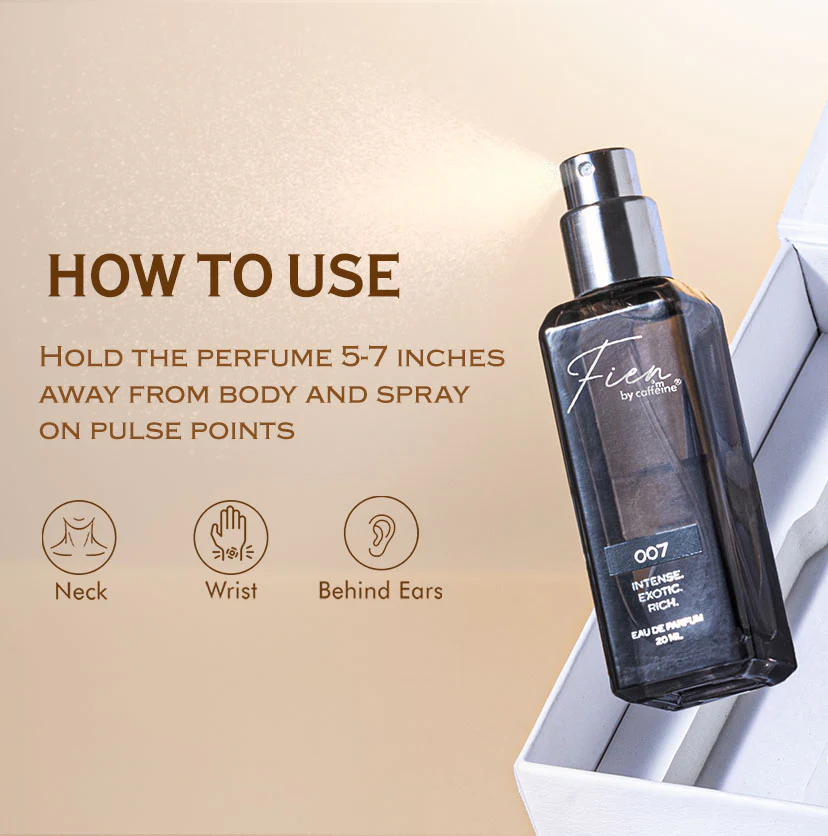 HOW TO USE
HOLD THE PERFUME 5-7 INCHES
AWAY FROM BODY AND SPRAY
ON PULSE POINTS
Neck
Wrist
Behind Ears
Fien
by caffeine®
m
007
INTENSE.
EXOTIC.
RICH.
EAU DE PARFUM
20 ML